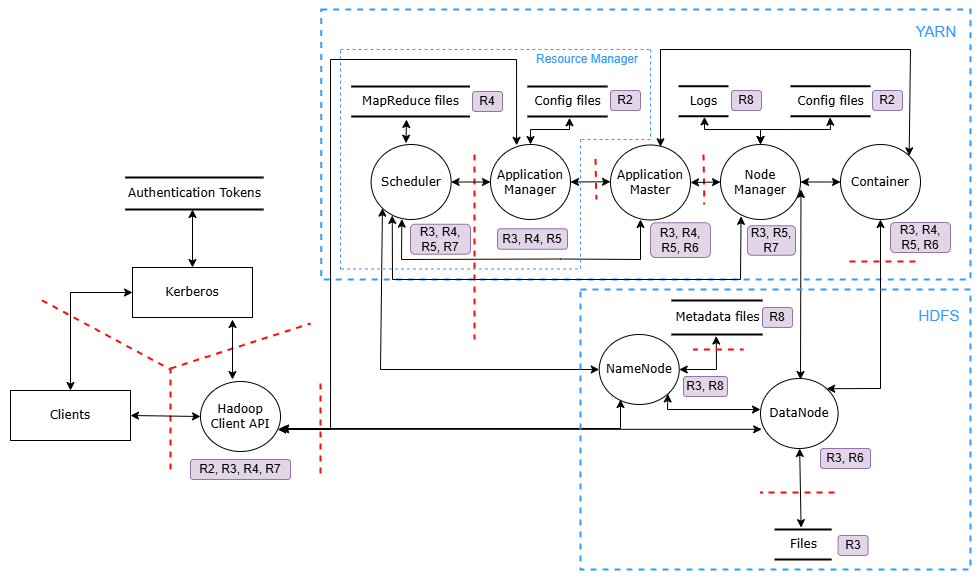 YARN
Resource Manager
MapReduce files
R4
Config files
R2
Logs
R8
Config files
R2
Scheduler
Application
Manager
Application
Master
Node
Manager
Container
Authentication Tokens
R3, R4,
R5, R7
R3, R4, R5
R3, R4,
R5, R6
R3, R5,
R7
R3, R4,
R5, R6
Kerberos
HDFS
Metadata files
R8
NameNode
R3, R8
Clients
Hadoop
Client API
DataNode
R2, R3, R4, R7
R3, R6
Files
R3